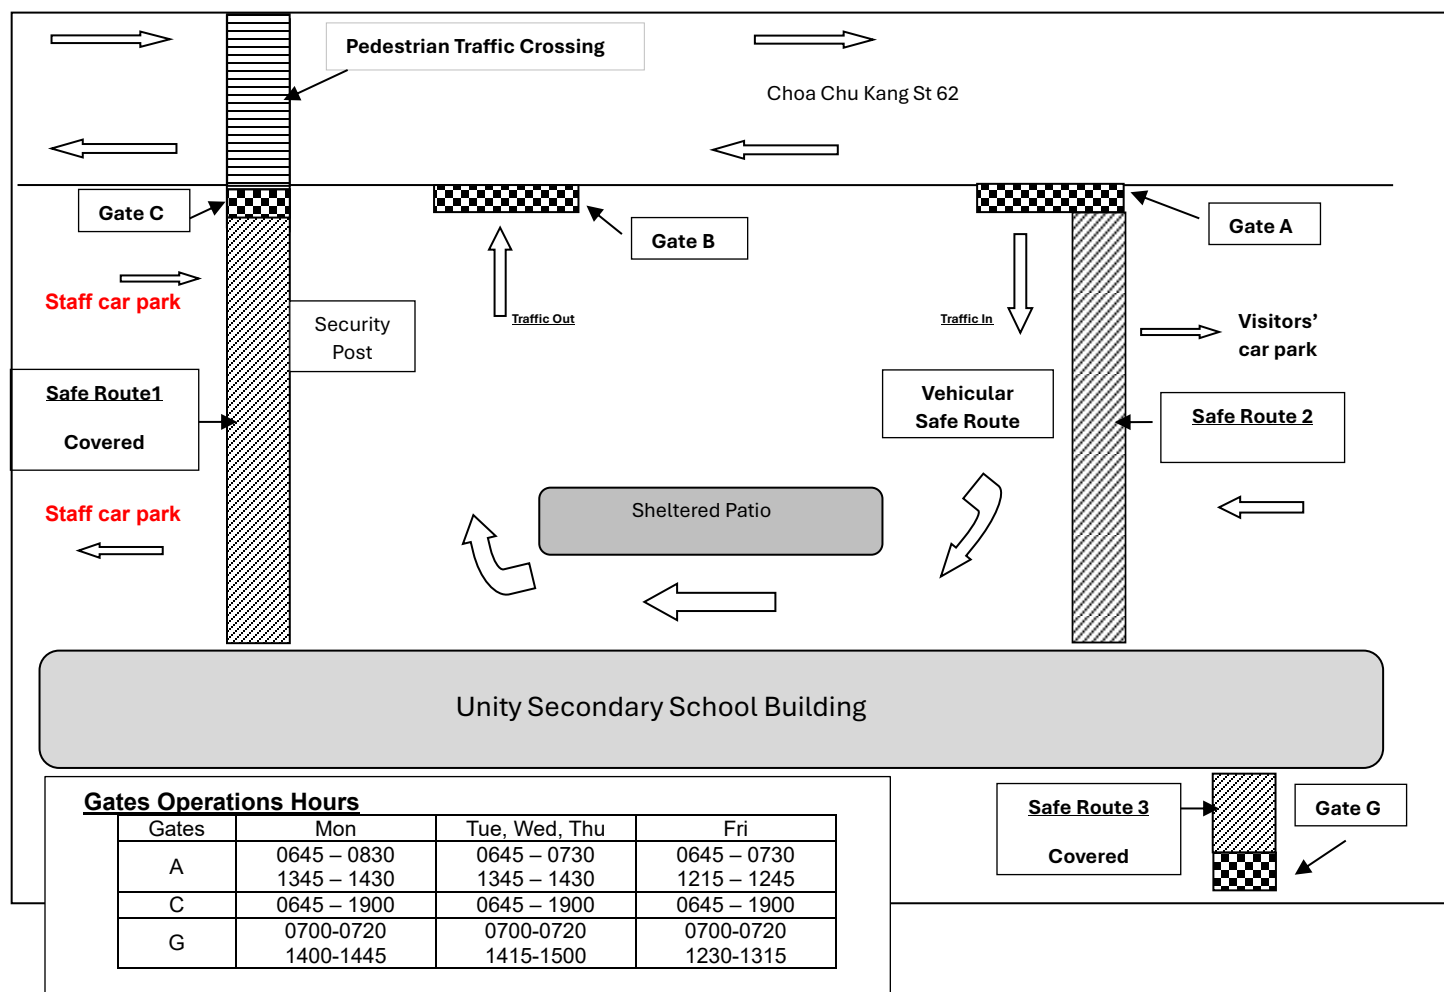 Pedestrian Traffic Crossing
Choa Chu Kang St 62
Gate C
Gate B
Gate A
Staff car park
Security
Post
Traffic Out
Traffic In
Visitors’
car park
Safe Route1
Covered
Vehicular
Safe Route
Safe Route 2
Staff car park
Sheltered Patio
Unity Secondary School Building
Safe Route 3
Covered
Gate G
Gates Operations Hours
Gates Mon Tue, Wed, Thu Fri
A 0645 – 0830 0645 – 0730 0645 – 0730
1345 – 1430 1345 – 1430 1215 – 1245
C 0645 – 1900 0645 – 1900 0645 – 1900
G 0700-0720 0700-0720 0700-0720
1400-1445 1415-1500 1230-1315